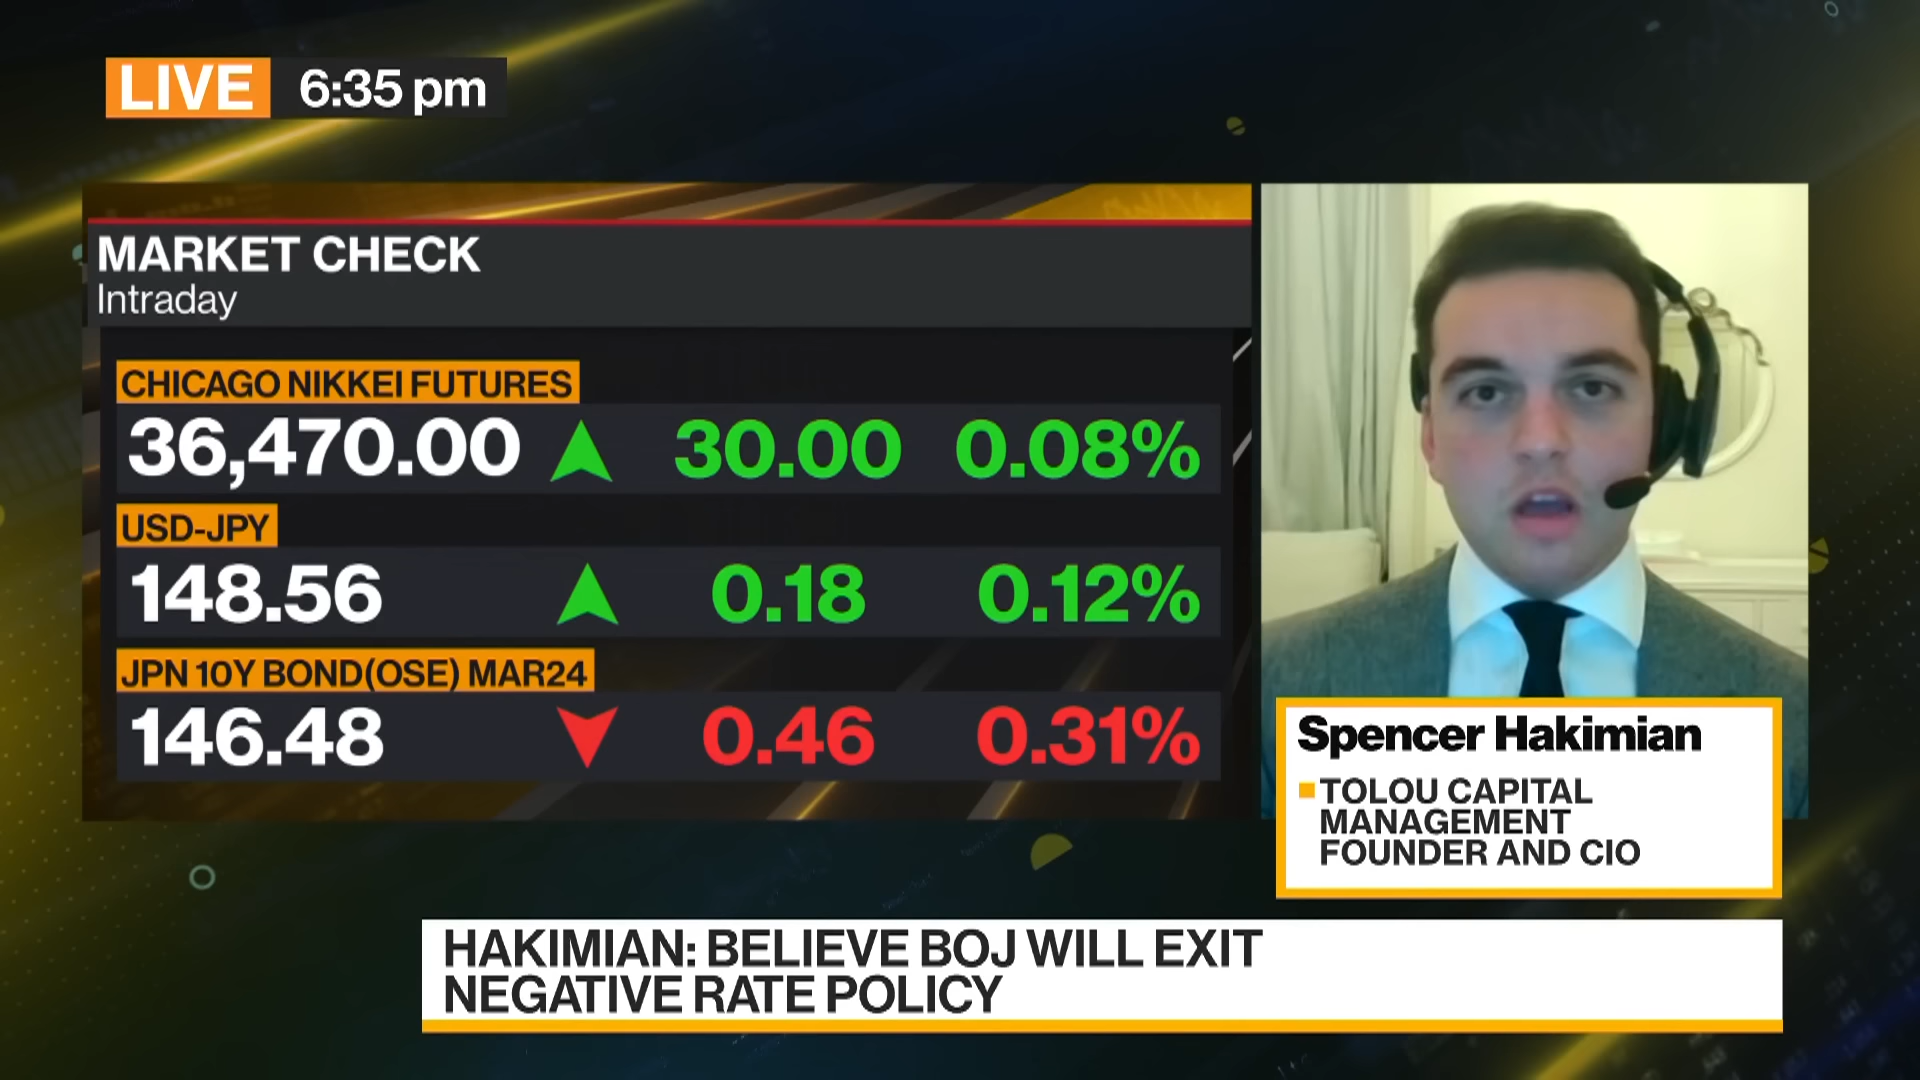 LIVE 6:35 pm
MARKET CHECK
Intraday
CHICAGO NIKKEI FUTURES
36,470.00 30.00 0.08%
USD-JPY
148.56 0.18 0.12%
JPN 10Y BOND(OSE) MAR24
146.48 0.46 0.31%
Spencer Hakimian
TOLOU CAPITAL
MANAGEMENT
FOUNDER AND CIO
HAKIMIAN: BELIEVE BOJ WILL EXIT
NEGATIVE RATE POLICY